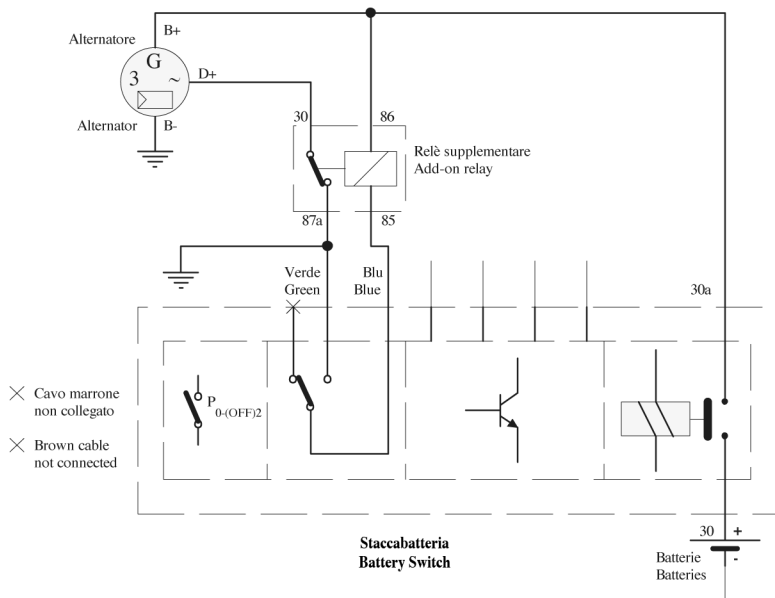 B+
86
Alternatore
G
3 ~
D+
Alternator
B-
30
86
Relè supplementare
Add-on relay
87a
85
Verde
Green
Blu
Blue
30a
Cavo marrone
non collegato
P0-(OFF)2
Brown cable
not connected
Staccabatteria
Battery Switch
30
+
Batterie
Batteries
-